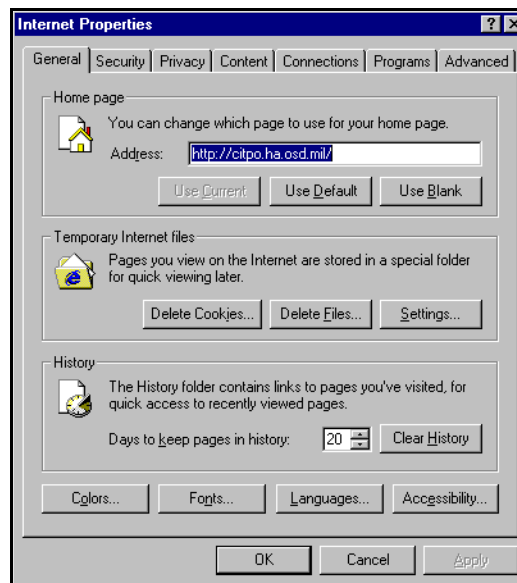 Internet Properties ? ×
General Security Privacy Content Connections Programs Advanced
Home page
You can change which page to use for your home page.
Address: http://citpo.ha.osd.mil/
Use Current Use Default Use Blank
Temporary Internet files
Pages you view on the Internet are stored in a special folder
for quick viewing later.
Delete Cookies... Delete Files... Settings...
History
The History folder contains links to pages you've visited, for
quick access to recently viewed pages.
Days to keep pages in history: 20 Clear History
Colors... Fonts... Languages... Accessibility...
OK Cancel Apply